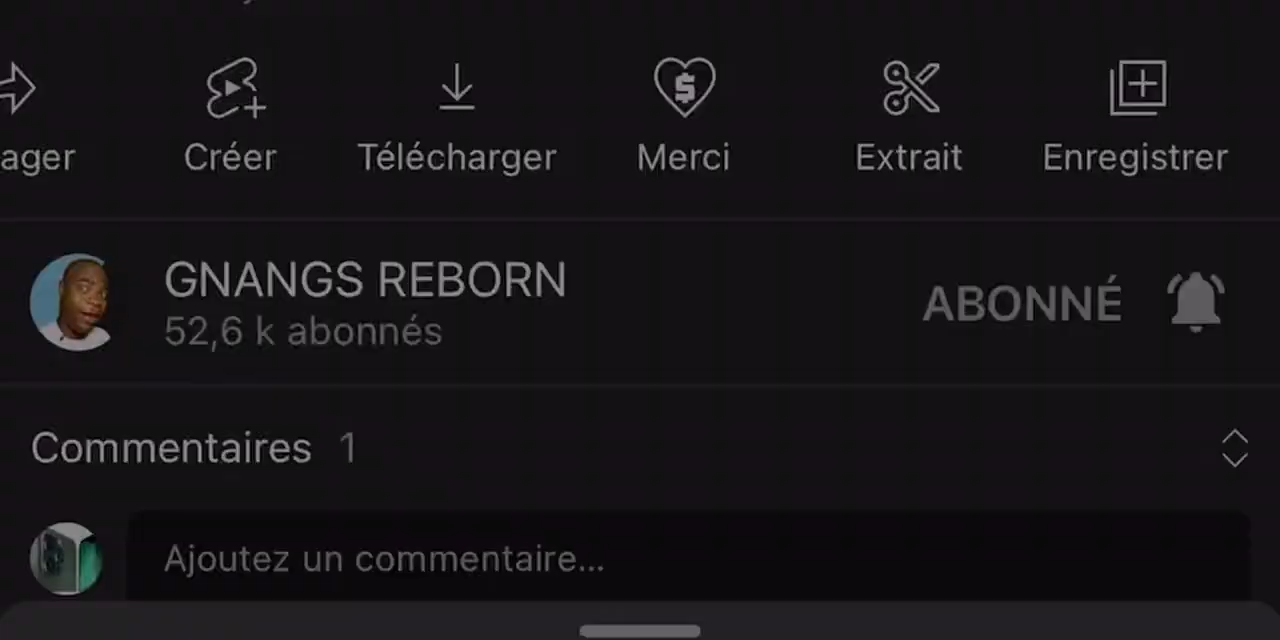 ager Créer Télécharger Merci Extrait Enregistrer
GNANGS REBORN
52,6 k abonnés
ABONNÉ
Commentaires 1
Ajoutez un commentaire...